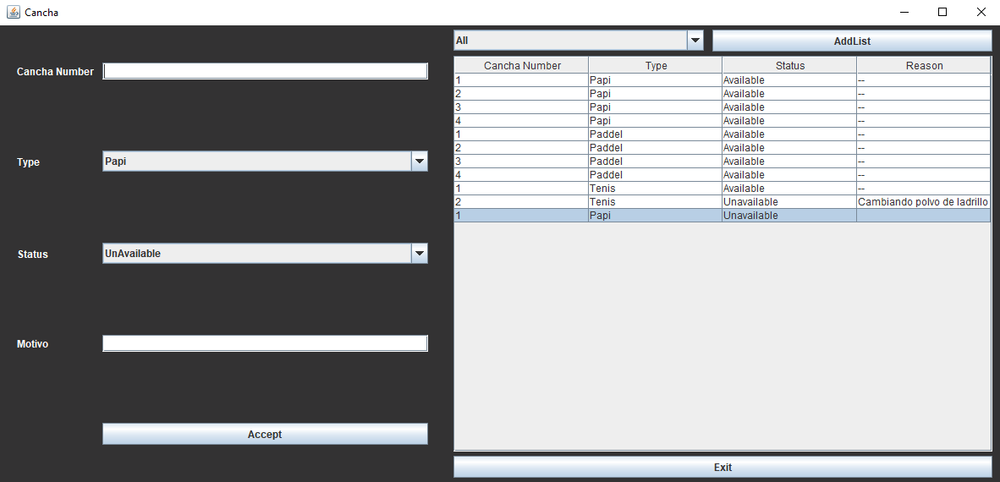 Cancha
Cancha Number
Type
Papi
Status
UnAvailable
Motivo
Accept
All
AddList
Cancha Number Type Status Reason
1 Papi Available --
2 Papi Available --
3 Papi Available --
4 Papi Available --
1 Paddel Available --
2 Paddel Available --
3 Paddel Available --
4 Paddel Available --
1 Tenis Available --
2 Tenis Unavailable Cambiando polvo de ladrillo
1 Papi Unavailable
Exit